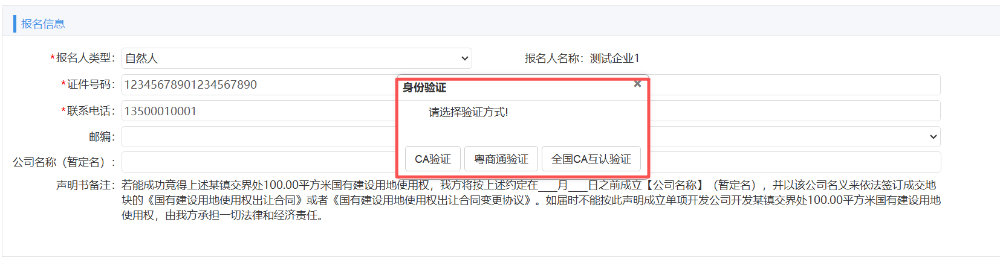 报名信息
*报名人类型： 自然人 报名人名称：测试企业1
*证件号码： 12345678901234567890
身份验证 ×
*联系电话： 13500010001
请选择验证方式!
邮编：
CA验证 粤商通验证 全国CA互认验证
公司名称（暂定名）：
声明书备注：若能成功竞得上述某镇交界处100.00平方米国有建设用地使用权，我方将按上述约定在____月____日之前成立【公司名称】（暂定名），并以该公司名义来依法签订成交地
块的《国有建设用地使用权出让合同》或者《国有建设用地使用权出让合同变更协议》。如届时不能按此声明成立单项开发公司开发某镇交界处100.00平方米国有建设用地
使用权，由我方承担一切法律和经济责任。